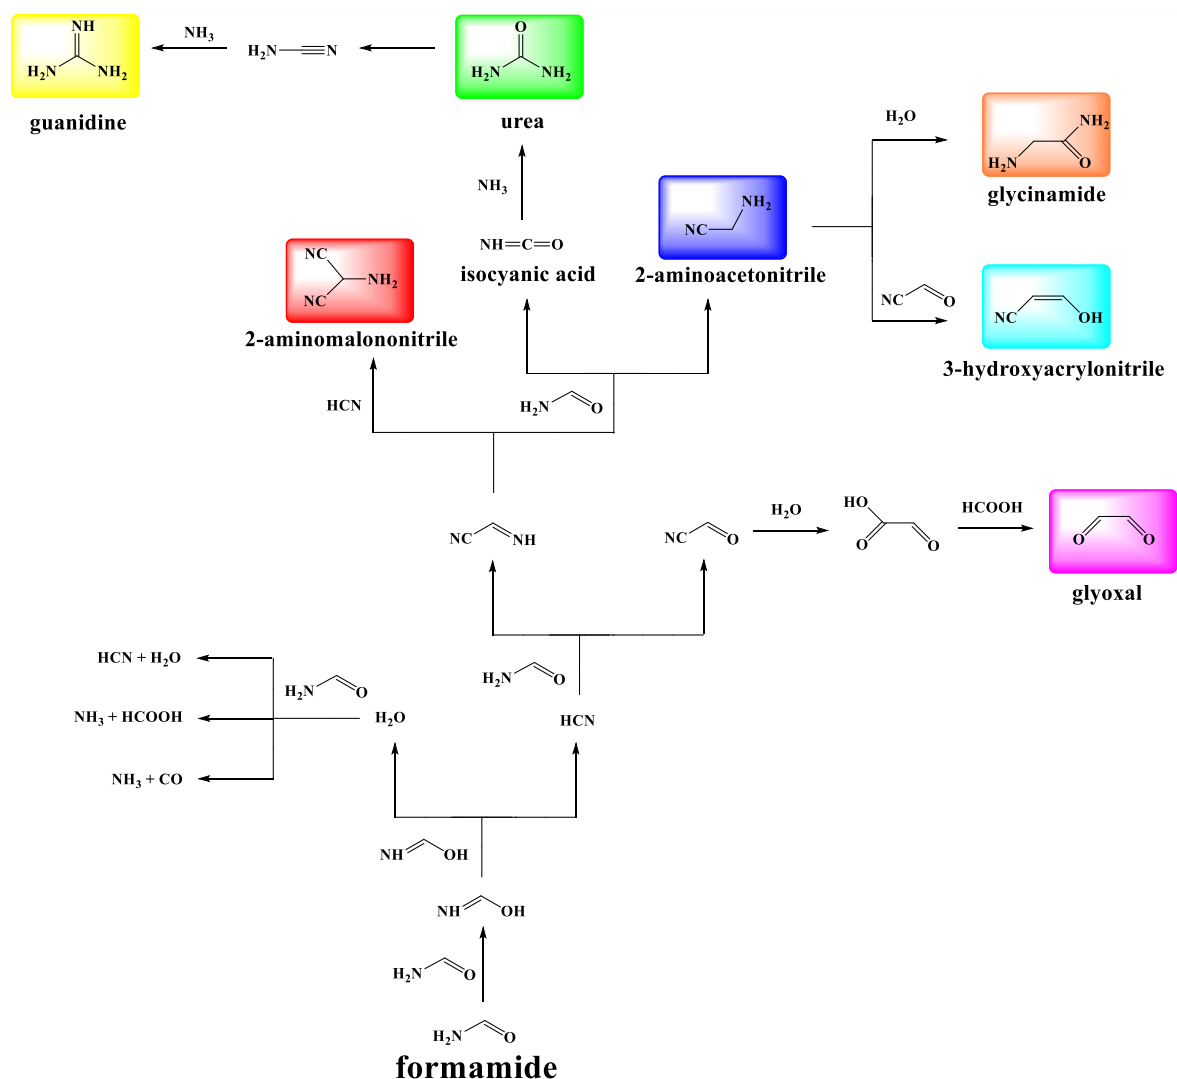 NH
H2N
NH2
guanidine
NH3
H2N
N
O
H2N
NH2
urea
NH3
NH=C=O
isocyanic acid
NC
NH2
2-aminoacetonitrile
H2O
NH2
H2N
O
glycinamide
NC
O
NC
OH
3-hydroxyacrylonitrile
NC
NC
NH2
2-aminomalononitrile
HCN
H2N
O
NC
NH
NC
O
H2O
HO
O
O
HCOOH
O
O
glyoxal
H2N
O
HCN + H2O
NH3 + HCOOH
NH3 + CO
H2N
O
H2O
HCN
NH
OH
NH
OH
H2N
O
H2N
O
formamide